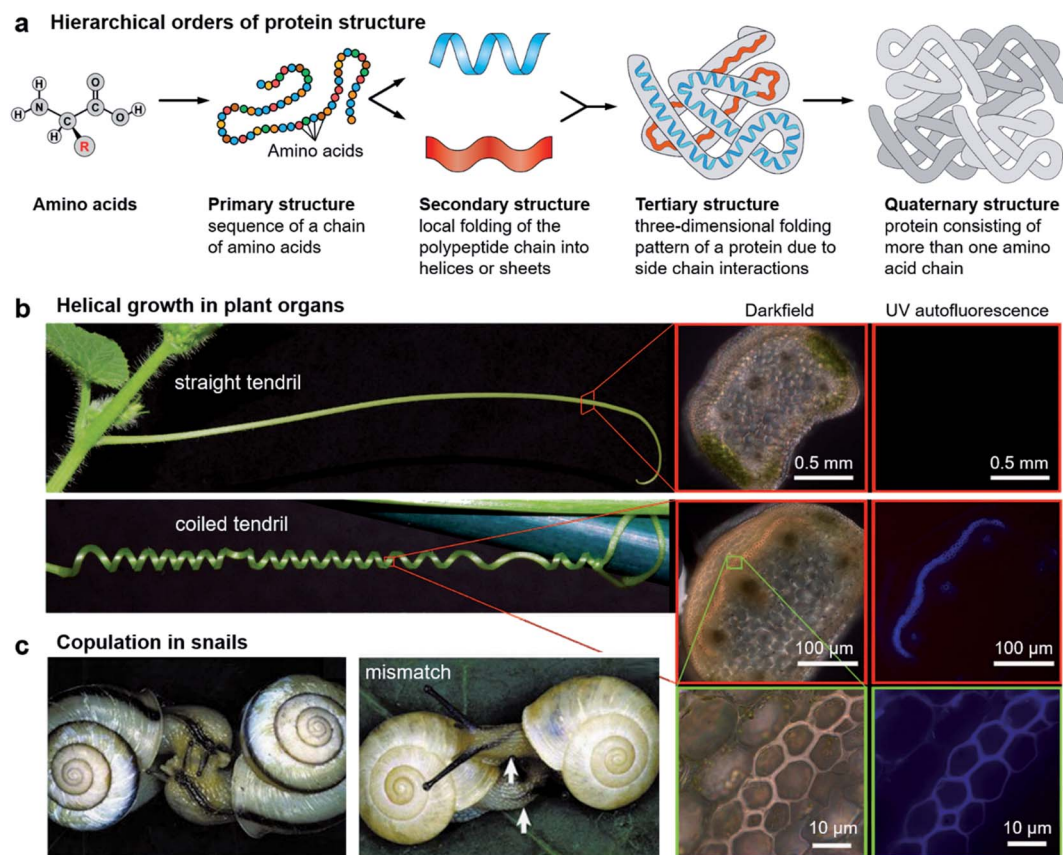 a Hierarchical orders of protein structure
H
H
N
H
C
R
C
O
O
H
Amino acids
Amino acids
Primary structure
sequence of a chain
of amino acids
Secondary structure
local folding of the
polypeptide chain into
helices or sheets
Tertiary structure
three-dimensional folding
pattern of a protein due to
side chain interactions
Quaternary structure
protein consisting of
more than one amino
acid chain
b Helical growth in plant organs
Darkfield
UV autofluorescence
straight tendril
0.5 mm
0.5 mm
coiled tendril
100 µm
100 µm
c Copulation in snails
mismatch
10 µm
10 µm